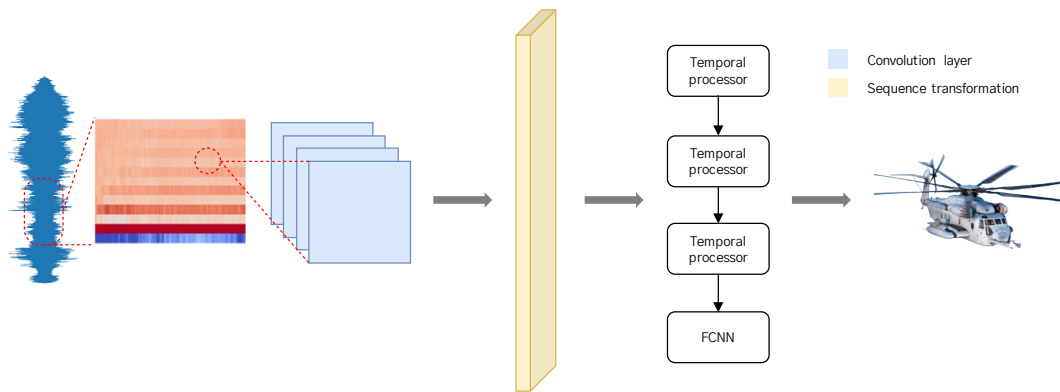 Temporal
processor
Temporal
processor
Temporal
processor
FCNN
Convolution layer
Sequence transformation